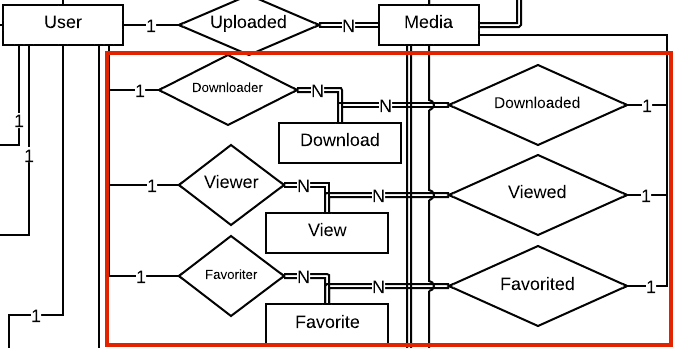 User
1
Uploaded
N
Media
Downloader
1
N
N
Downloaded
1
Download
1
1
Viewer
1
N
N
Viewed
1
View
Favoriter
1
N
N
Favorited
1
Favorite
1